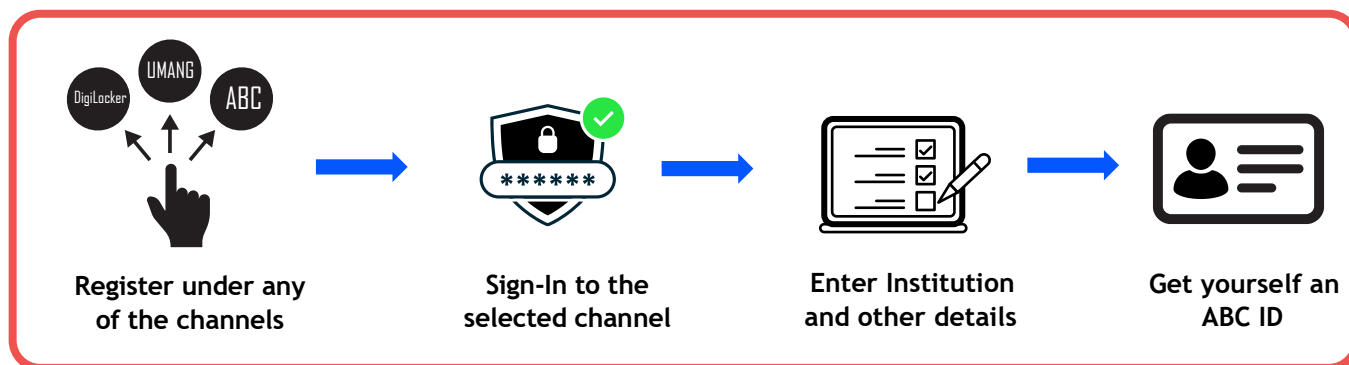 UMANG
DigiLocker
ABC
******
Register under any
of the channels
Sign-In to the
selected channel
Enter Institution
and other details
Get yourself an
ABC ID